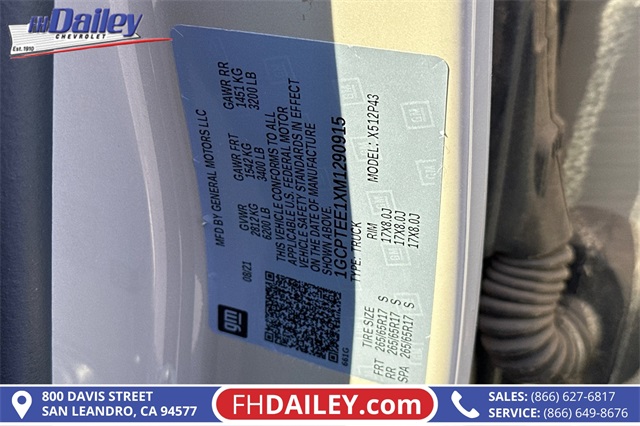 FH Dailey
CHEVROLET
Est. 1910
MFD BY GENERAL MOTORS LLC
08/21
GVWR
2812 KG
6200 LB
GAWR FRT
1542 KG
3400 LB
GAWR RR
1451 KG
3200 LB
THIS VEHICLE CONFORMS TO ALL
APPLICABLE U.S. FEDERAL MOTOR
VEHICLE SAFETY STANDARDS IN EFFECT
ON THE DATE OF MANUFACTURE
SHOWN ABOVE.
1GCPTEE1XM1290915
TYPE: TRUCK
MODEL: X512P43
gm
661G
TIRE SIZE RIM
FRT 265/65R17 S 17X8.0J
RR 265/65R17 S 17X8.0J
SPA 265/65R17 S 17X8.0J
800 DAVIS STREET
SAN LEANDRO, CA 94577
FHDAILEY.com
SALES: (866) 627-6817
SERVICE: (866) 649-8676